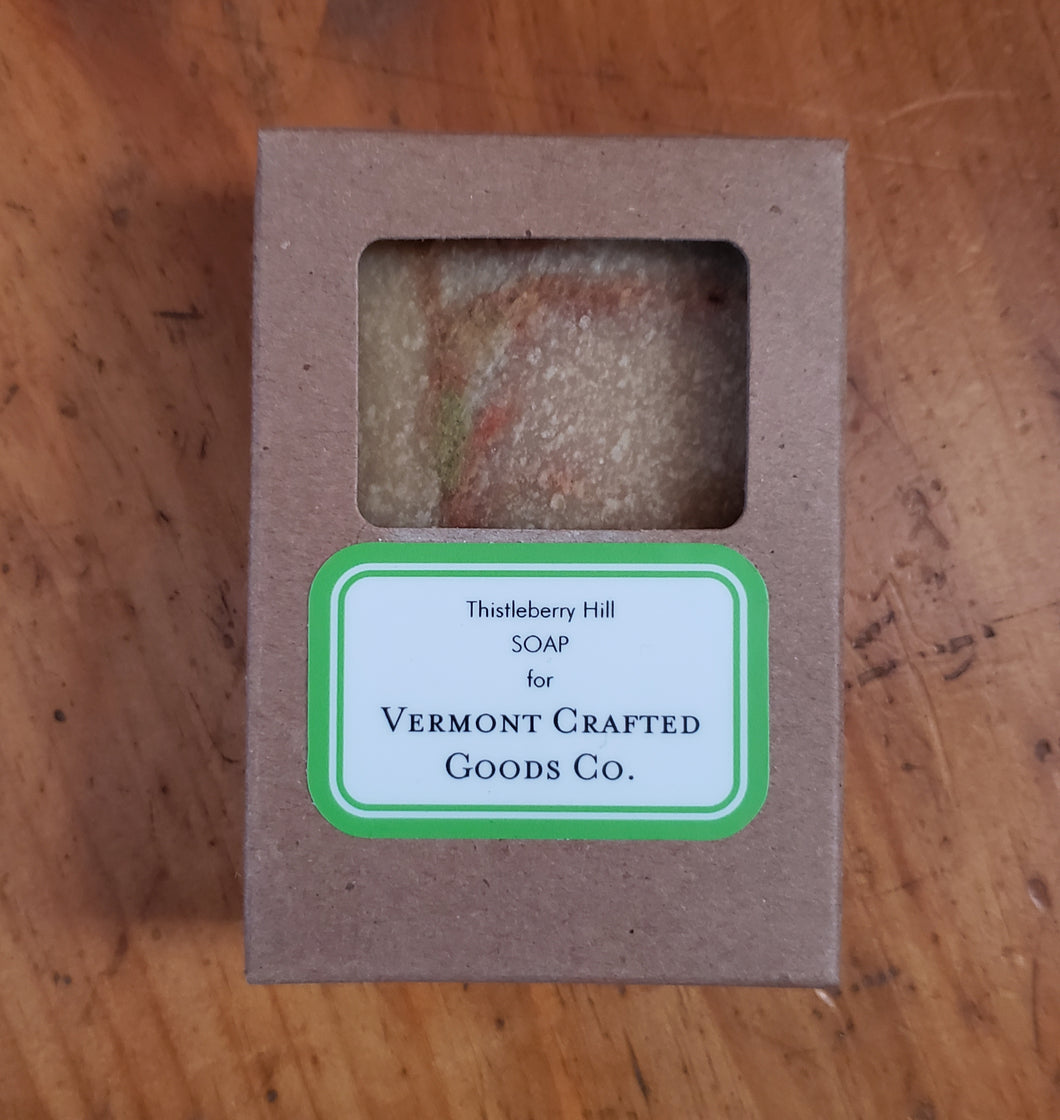 Thistleberry Hill
SOAP
for
VERMONT CRAFTED
GOODS CO.